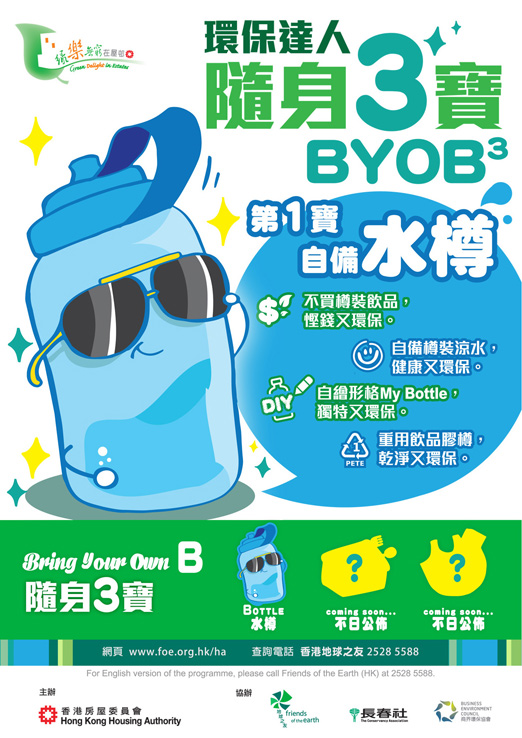 綠樂無窮在屋邨
Green Delight in Estates
環保達人
隨身3寶
BYOB³
第1寶
自備水樽
不買樽裝飲品，
慳錢又環保。
自備樽裝涼水，
健康又環保。
DIY
自繪形格My Bottle，
獨特又環保。
1
PETE
重用飲品膠樽，
乾淨又環保。
Bring Your Own B
隨身3寶
BOTTLE
水樽
?
coming soon...
不日公佈
?
coming soon...
不日公佈
網頁 www.foe.org.hk/ha 查詢電話 香港地球之友 2528 5588
For English version of the programme, please call Friends of the Earth (HK) at 2528 5588.
主辦
香港房屋委員會
Hong Kong Housing Authority
協辦
地球之友
friends
of the earth
長春社
The Conservancy Association
BUSINESS
ENVIRONMENT
COUNCIL
商界環保協會